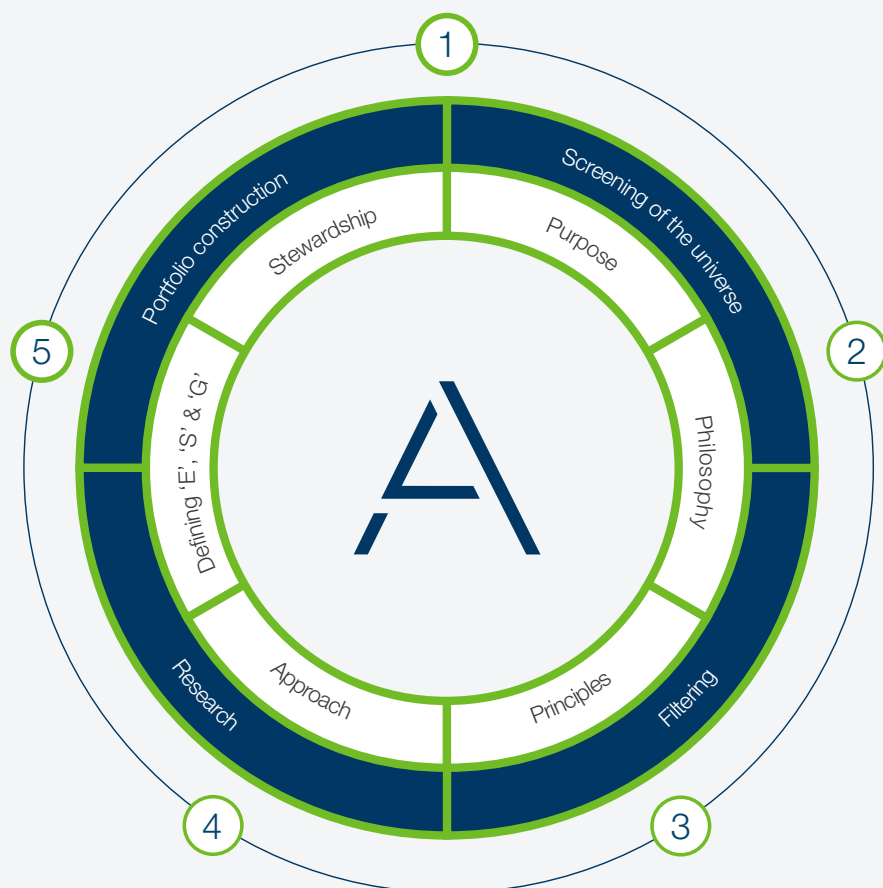 1
Screening of the universe
Purpose
2
Philosophy
Filtering
Principles
3
Research
Approach
4
Defining ‘E’, ‘S’ & ‘G’
5
Portfolio construction
Stewardship